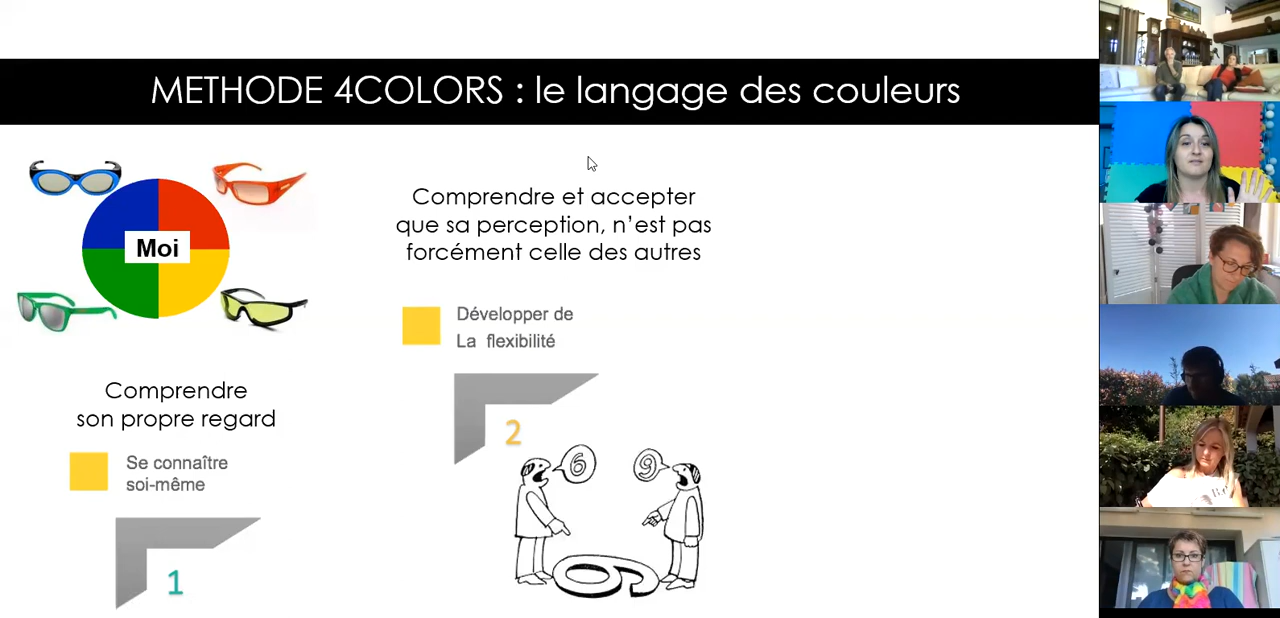 METHODE 4COLORS : le langage des couleurs
Moi
Comprendre
son propre regard
Se connaître
soi-même
1
Comprendre et accepter
que sa perception, n'est pas
forcément celle des autres
Développer de
La flexibilité
2
6
9
6